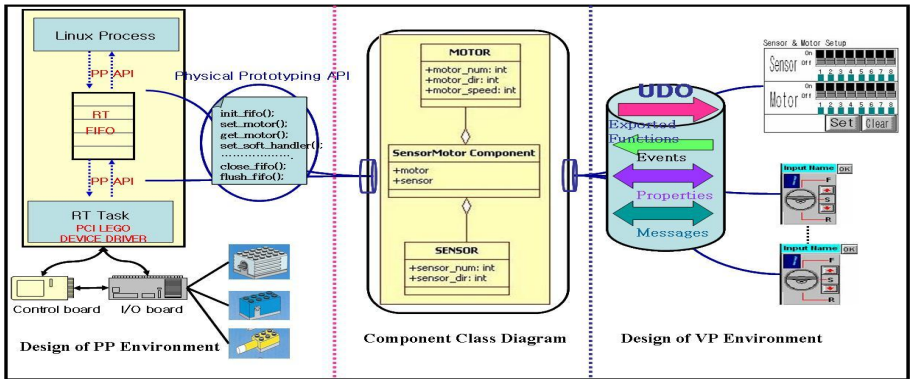 Linux Process
PP API
RT
FIFO
PP API
RT Task
PCI LEGO
DEVICE DRIVER
Control board
I/O board
Design of PP Environment
Physical Prototyping API
init_fifo();
set_motor();
get_motor();
set_soft_handler();
close_fifo();
flush_fifo();
MOTOR
+motor_num: int
+motor_dir: int
+motor_speed: int
SensorMotor Component
+motor
+sensor
SENSOR
+sensor_num: int
+sensor_dir: int
Component Class Diagram
UDO
Exported
Functions
Events
Properties
Messages
Sensor & Motor Setup
Sensor
On
Off
1 2 3 4 5 6 7 8
Motor
On
Off
1 2 3 4 5 6 7 8
Set Clear
Input Name OK
F
S
R
Input Name OK
F
S
R
Design of VP Environment